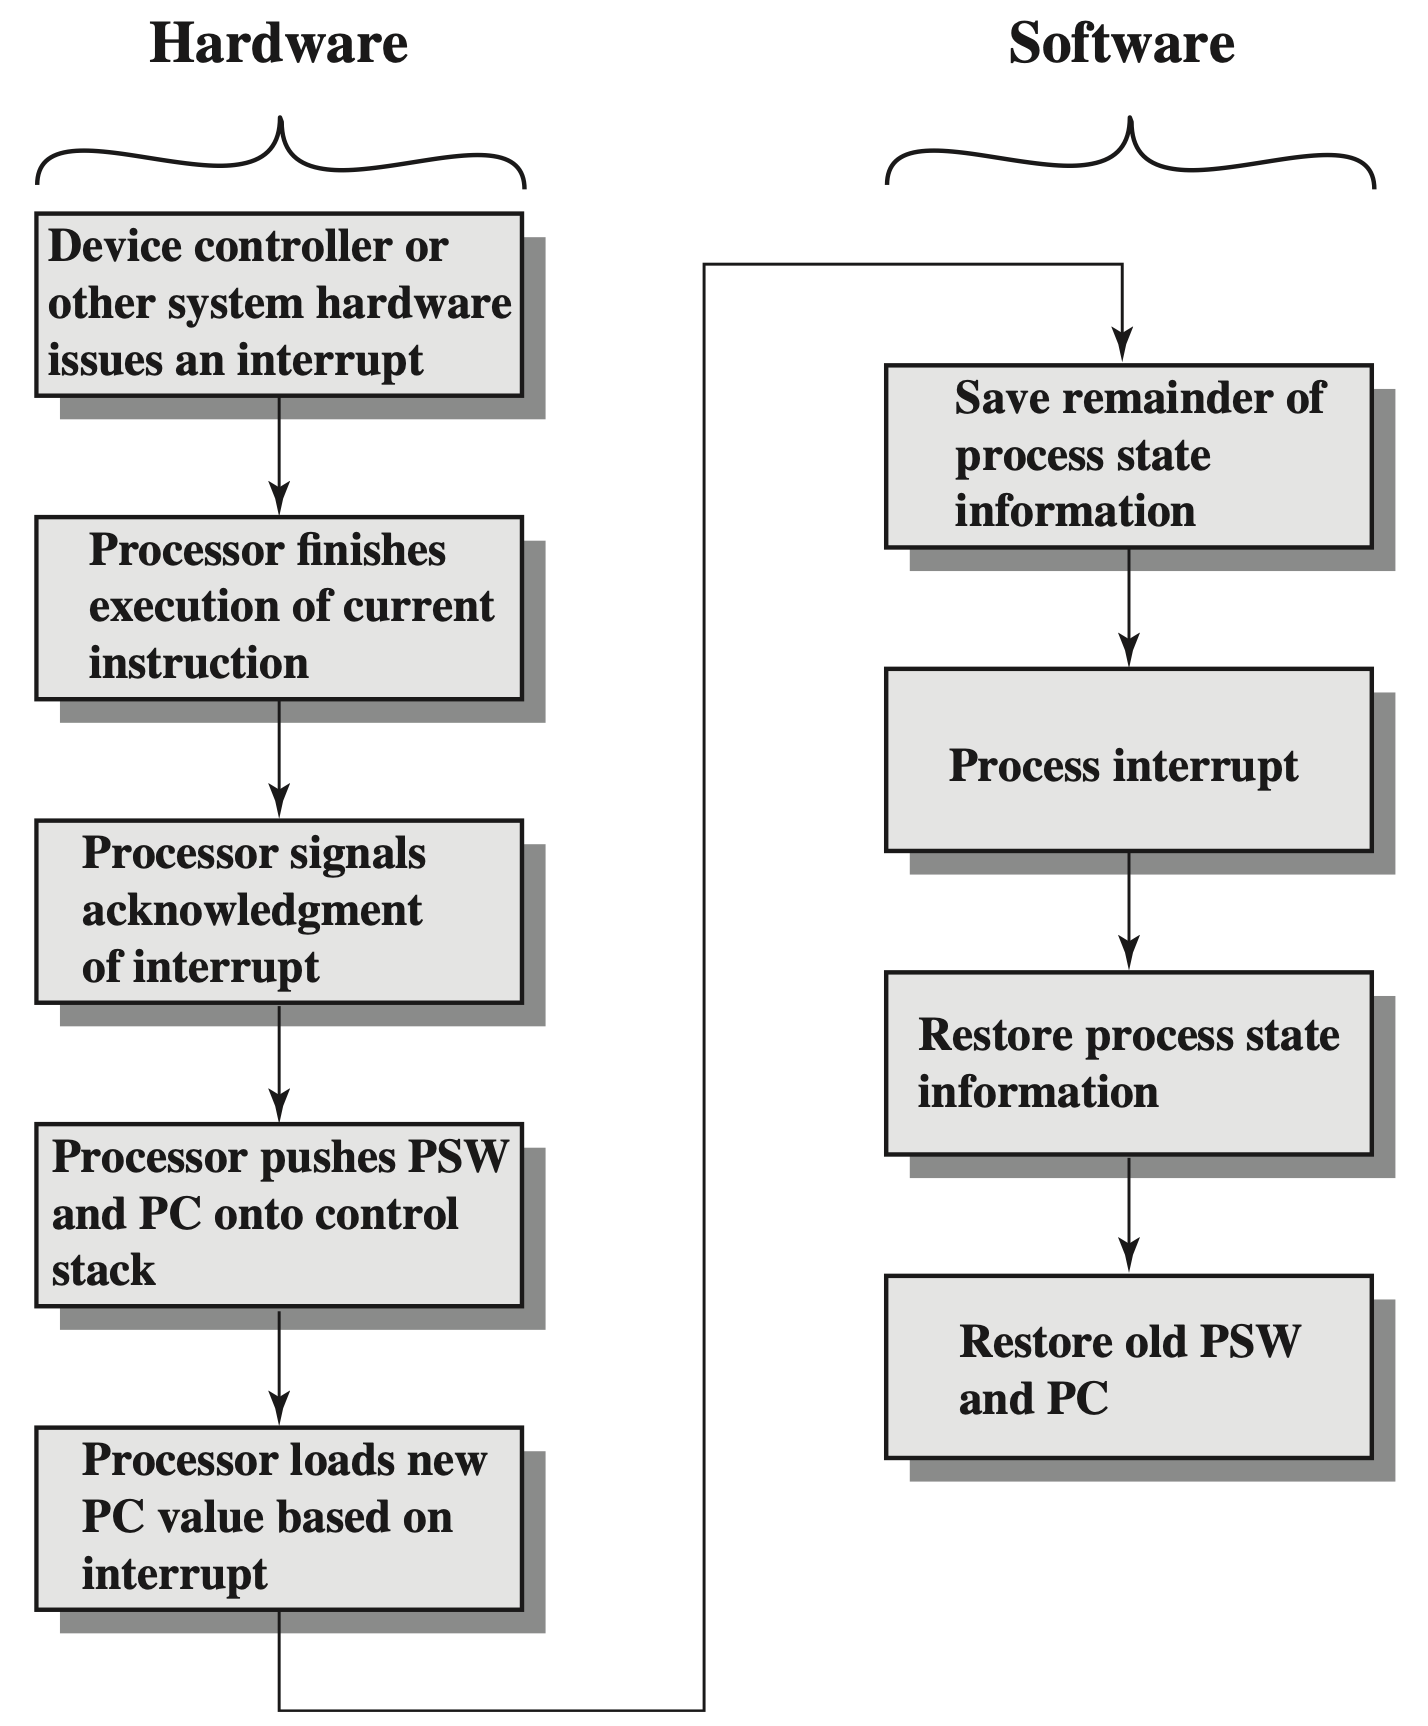 Hardware
Device controller or
other system hardware
issues an interrupt
Processor finishes
execution of current
instruction
Processor signals
acknowledgment
of interrupt
Processor pushes PSW
and PC onto control
stack
Processor loads new
PC value based on
interrupt
Software
Save remainder of
process state
information
Process interrupt
Restore process state
information
Restore old PSW
and PC